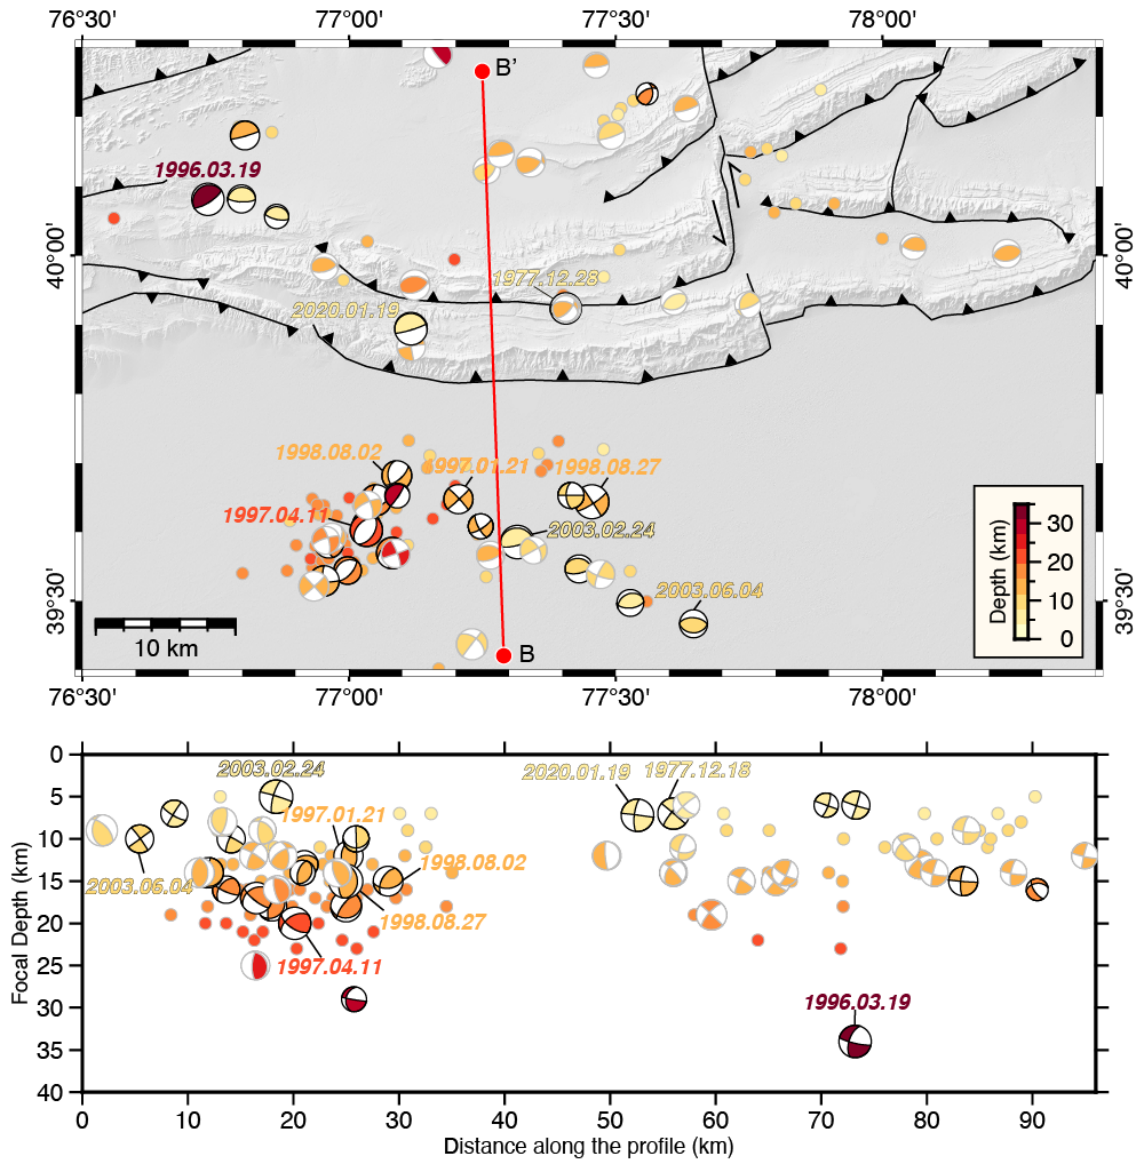 76°30' 77°00' 77°30' 78°00'
B'
1996.03.19
40°00' 40°00'
1977.12.28
2020.01.19
1998.08.02 1997.01.21 1998.08.27
1997.04.11
2003.02.24
30
20
10
0
Depth (km)
39°30' 39°30'
2003.06.04
10 km
B
76°30' 77°00' 77°30' 78°00'
0
5
10
15
20
25
30
35
40
Focal Depth (km)
2003.02.24
2020.01.19 1977.12.18
1997.01.21
1998.08.02
2003.06.04
1998.08.27
1997.04.11
1996.03.19
0 10 20 30 40 50 60 70 80 90
Distance along the profile (km)